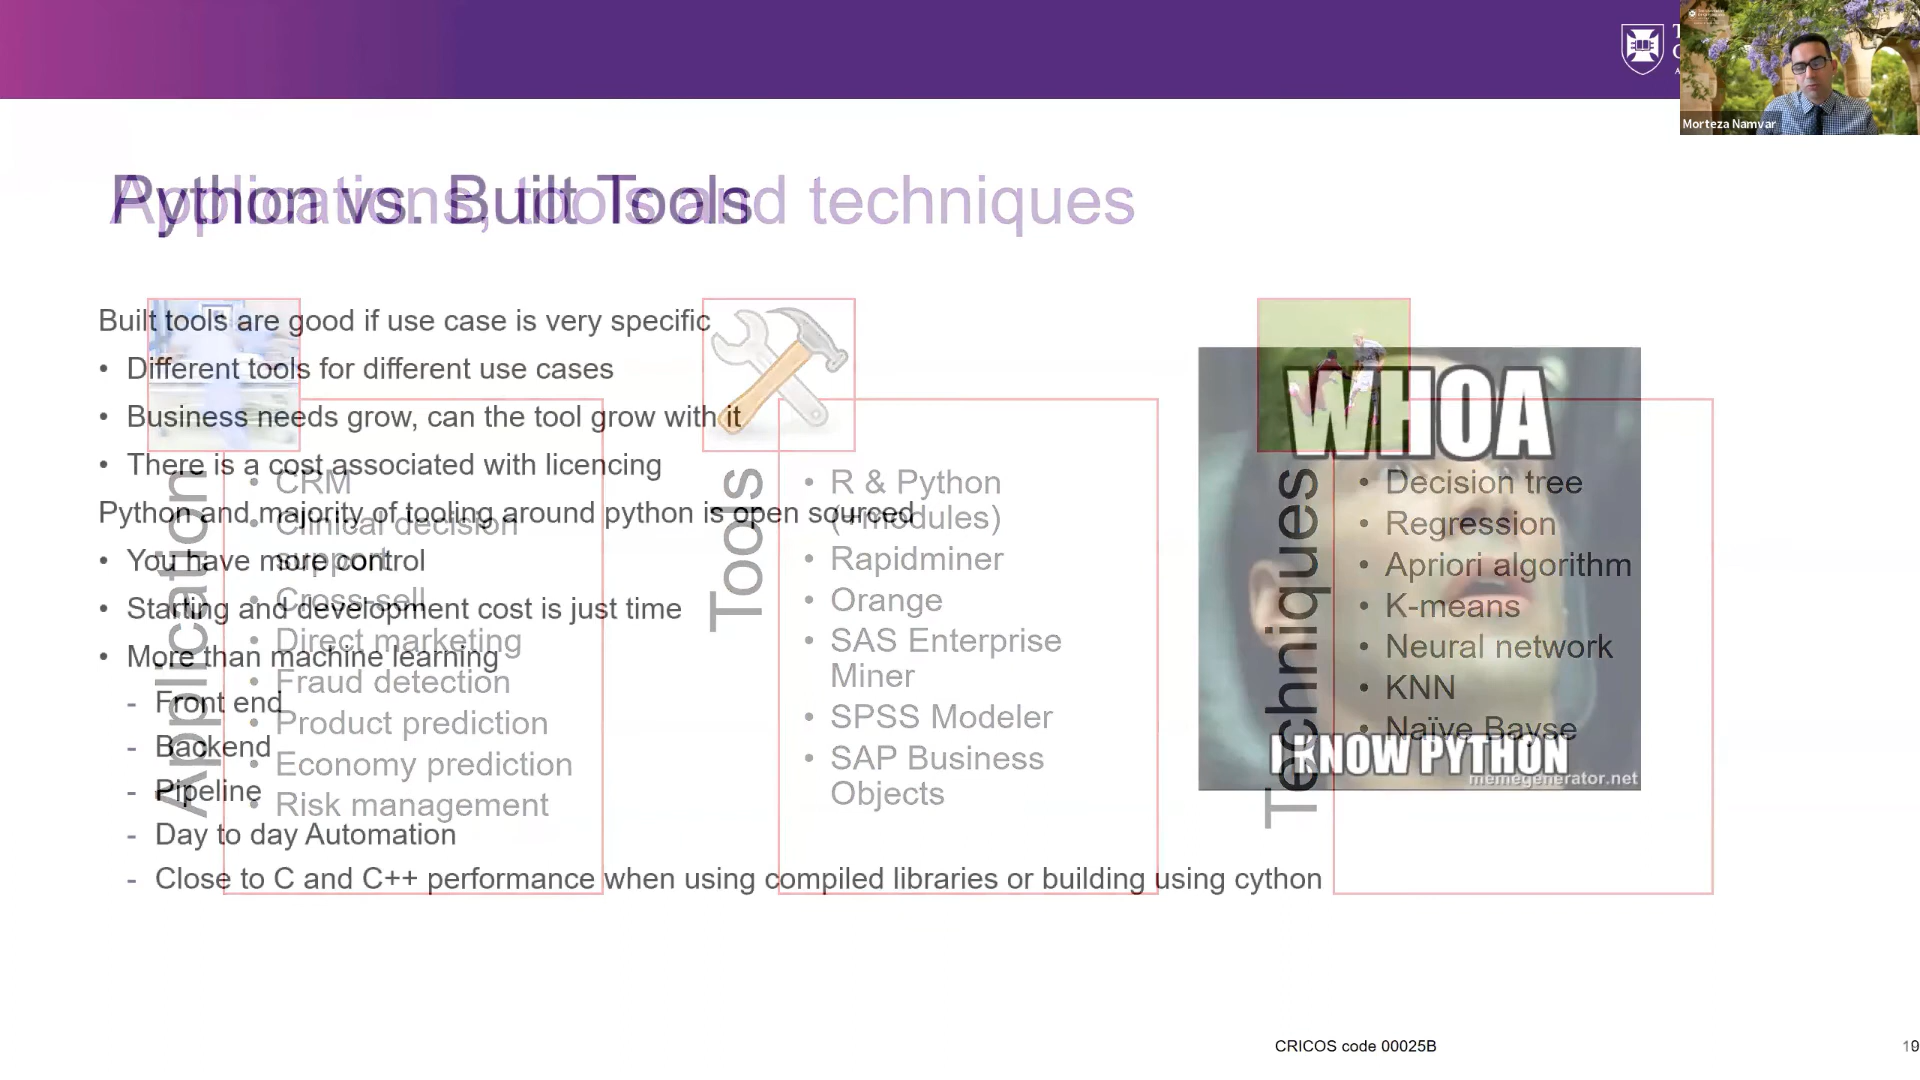 Morteza Namvar
Python vs. Built Tools
Applications, tools and techniques
Built tools are good if use case is very specific
• Different tools for different use cases
• Business needs grow, can the tool grow with it
• There is a cost associated with licencing
Python and majority of tooling around python is open sourced
• You have more control
• Starting and development cost is just time
• More than machine learning
- Front end
- Backend
- Pipeline
- Day to day Automation
- Close to C and C++ performance when using compiled libraries or building using cython
WHOA
I KNOW PYTHON
memegenerator.net
Application
• CRM
• Clinical decision
support
• Cross-sell
• Direct marketing
• Fraud detection
• Product prediction
• Economy prediction
• Risk management
Tools
• R & Python
(+modules)
• Rapidminer
• Orange
• SAS Enterprise
Miner
• SPSS Modeler
• SAP Business
Objects
Techniques
• Decision tree
• Regression
• Apriori algorithm
• K-means
• Neural network
• KNN
• Naïve Bayse
CRICOS code 00025B